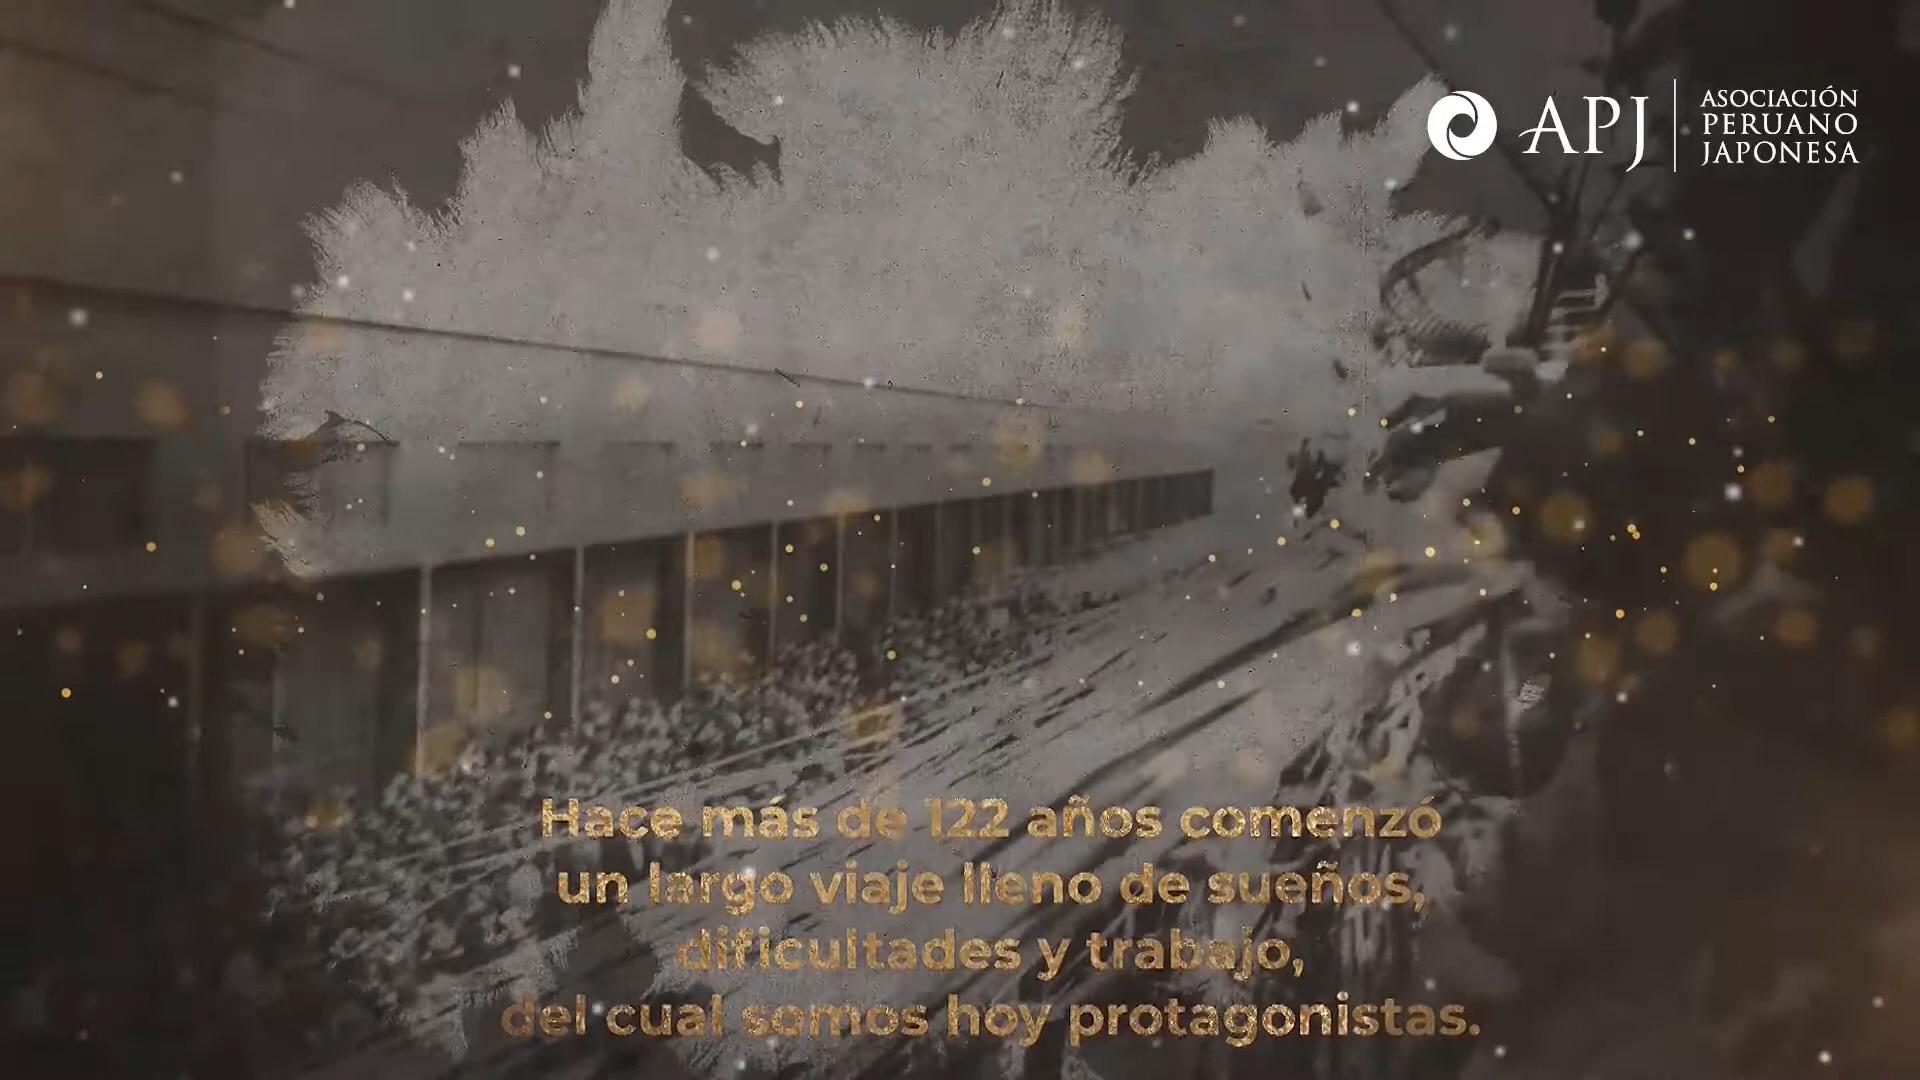 APJ
ASOCIACIÓN
PERUANO
JAPONESA
Hace más de 122 años comenzó
un largo viaje lleno de sueños,
dificultades y trabajo,
del cual somos hoy protagonistas.